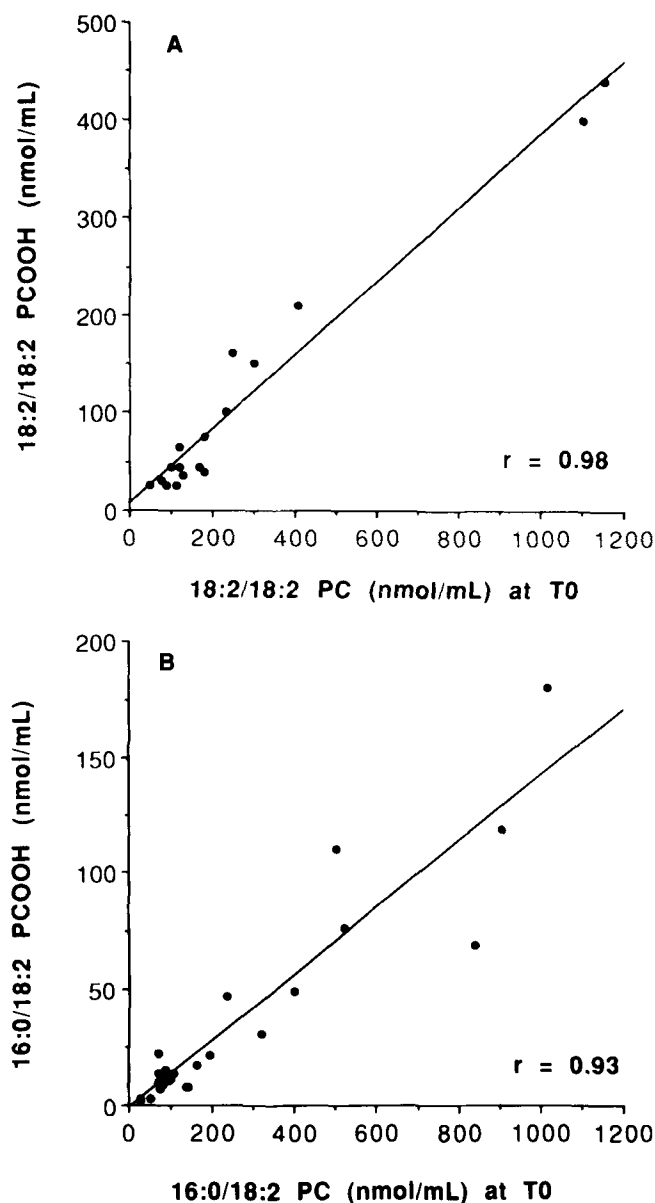 A
500
400
300
200
100
0
18:2/18:2 PCOOH (nmol/mL)
r = 0.98
0 200 400 600 800 1000 1200
18:2/18:2 PC (nmol/mL) at T0
B
200
150
100
50
0
16:0/18:2 PCOOH (nmol/mL)
r = 0.93
0 200 400 600 800 1000 1200
16:0/18:2 PC (nmol/mL) at T0